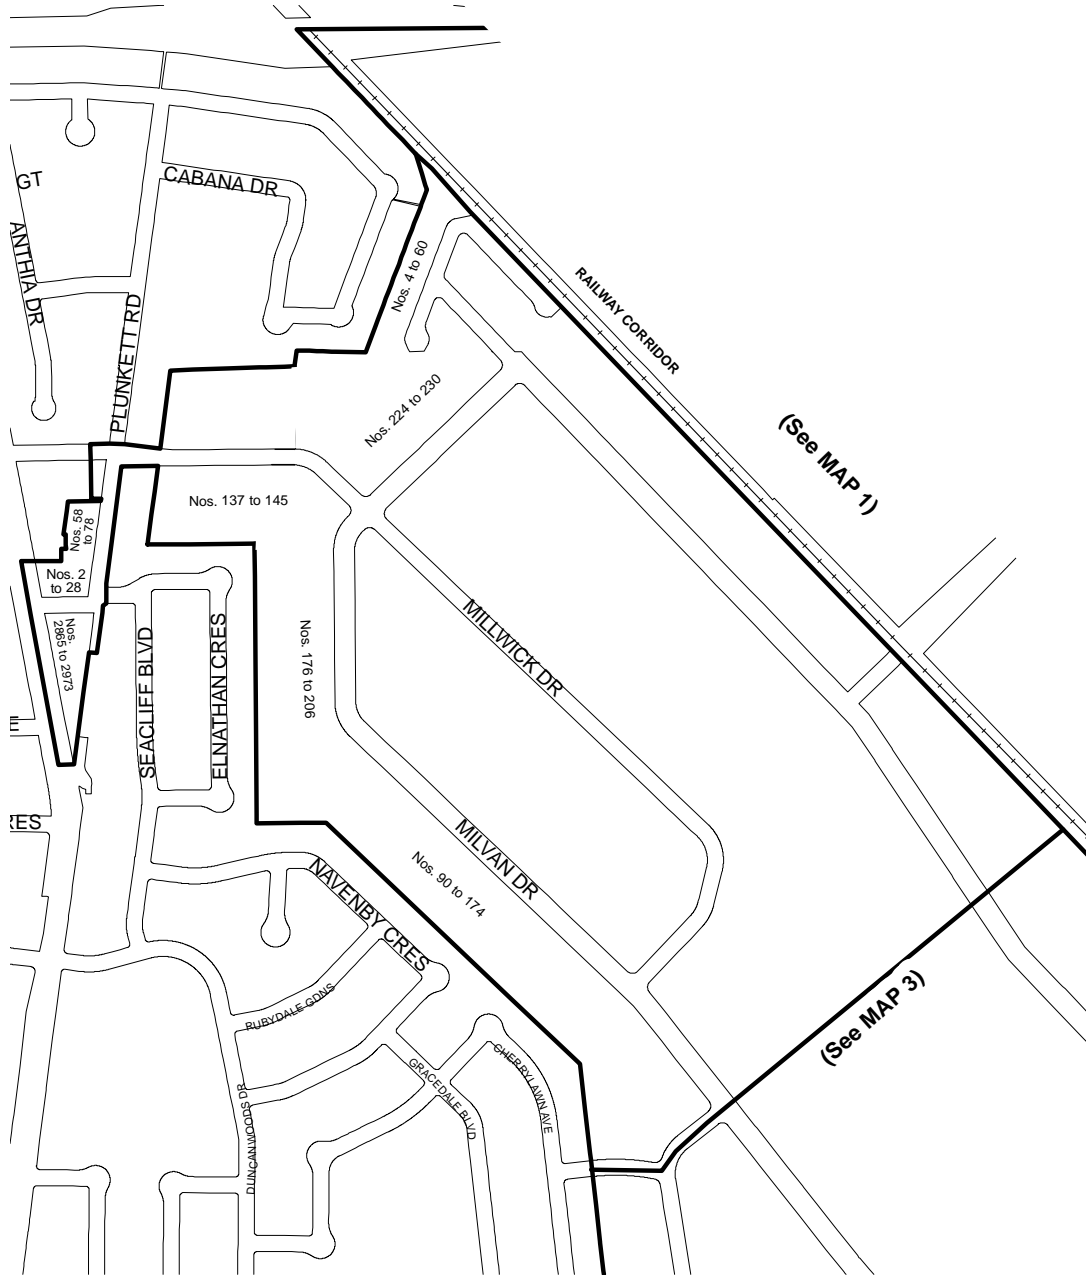 GT
CABANA DR
ANTHIA DR
PLUNKETT RD
Nos. 4 to 60
RAILWAY CORRIDOR
Nos. 224 to 230
(See MAP 1)
Nos. 137 to 145
Nos. 58
to 78
Nos. 2
to 28
Nos.
2865 to 2973
SEACLIFF BLVD
ELNATHAN CRES
Nos. 176 to 206
MILLWICK DR
E
RES
MILVAN DR
Nos. 90 to 174
NAVENBY CRES
(See MAP 3)
RUBYDALE GDNS
GRACEDALE BLVD
CHERRYLAWN AVE
DUNCANWOODS DR